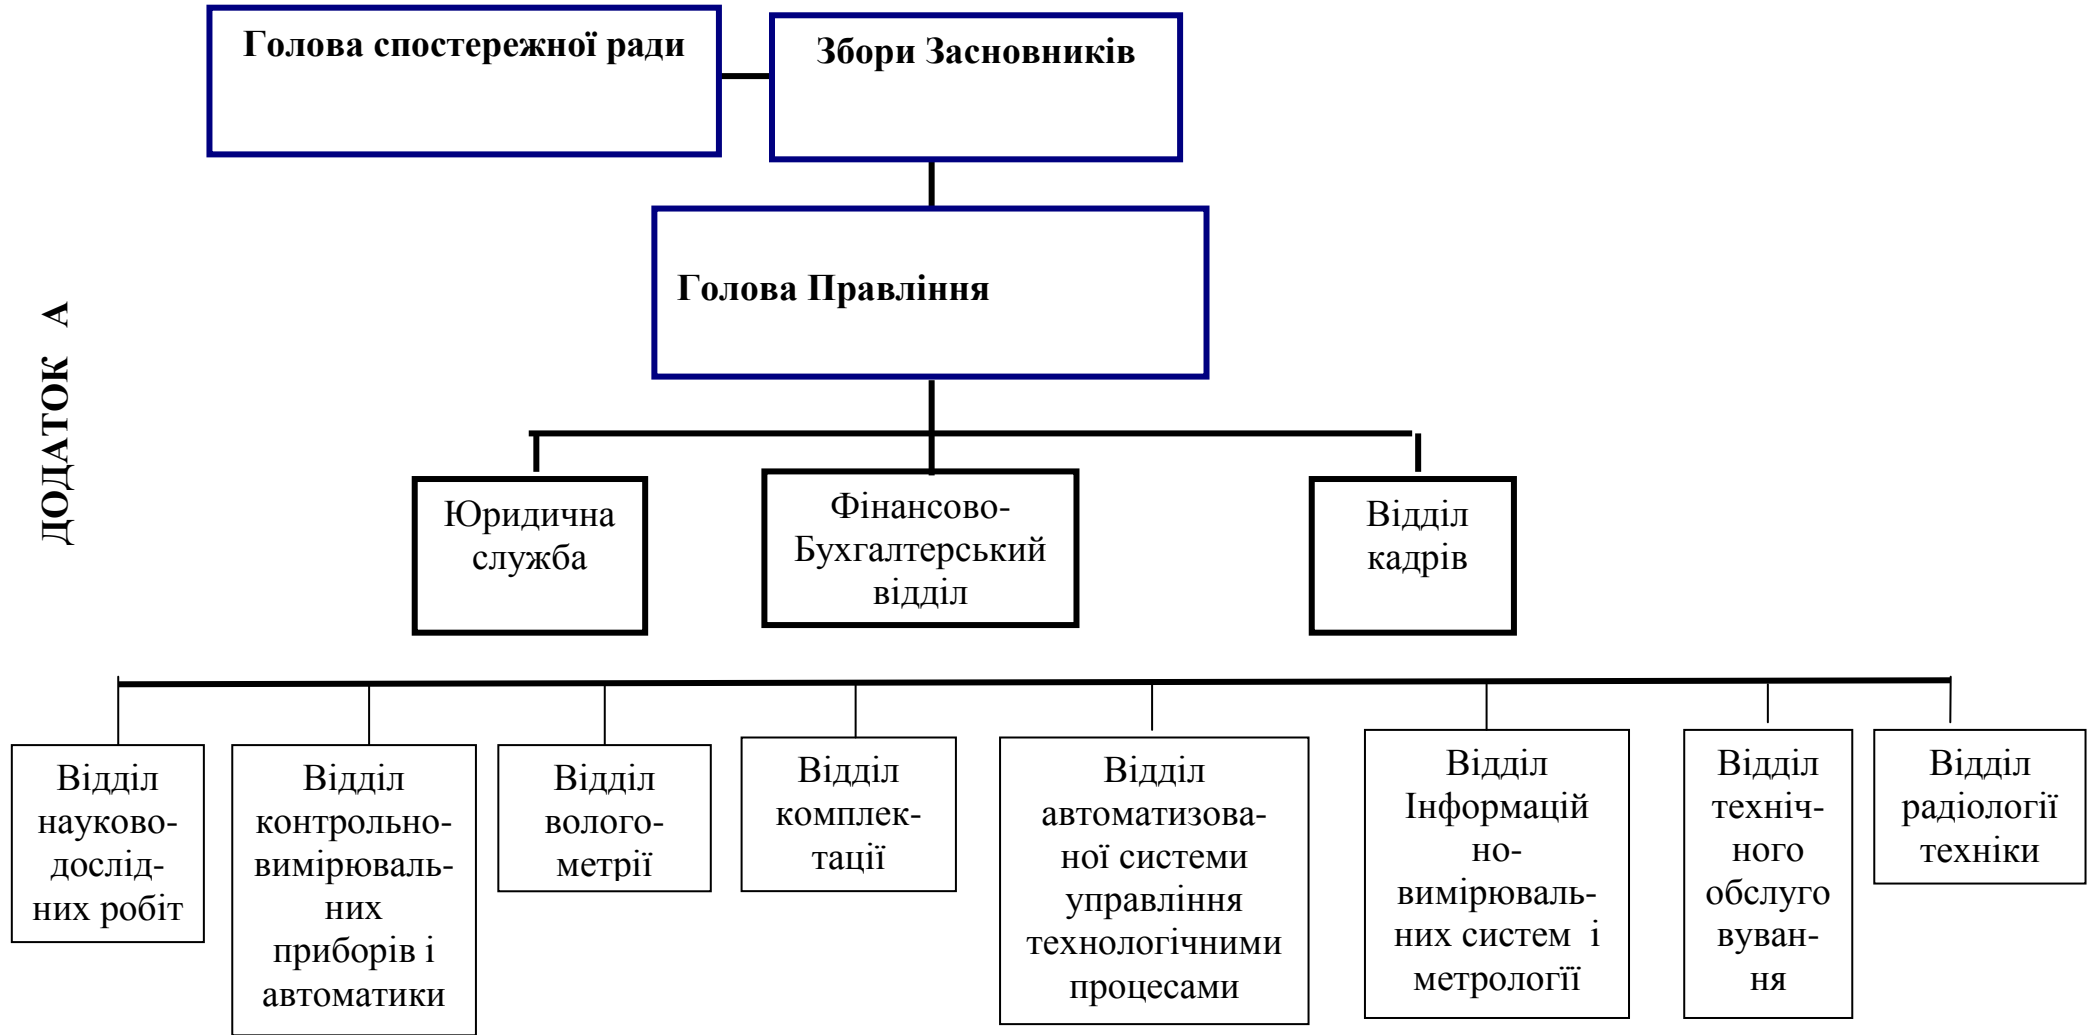 ДОДАТОК А
Голова спостережної ради
Збори Засновників
Голова Правління
Юридична
служба
Фінансово-
Бухгалтерський
відділ
Відділ
кадрів
Відділ
науково-
дослід-
них робіт
Відділ
контрольно-
вимірюваль-
них
приборів і
автоматики
Відділ
волого-
метрії
Відділ
комплек-
тації
Відділ
автоматизова-
ної системи
управління
технологічними
процесами
Відділ
Інформацій
но-
вимірюваль-
них систем і
метрології
Відділ
техніч-
ного
обслуго
вуван-
ня
Відділ
радіології
техніки